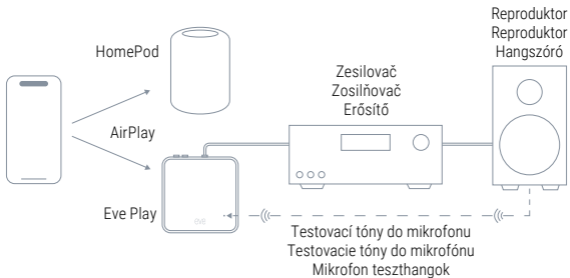 Reproduktor
Reproduktor
Hangszóró
HomePod
Zesilovač
Zosilňovač
Erősítő
AirPlay
Eve Play
eve
Testovací tóny do mikrofonu
Testovacie tóny do mikrofónu
Mikrofon teszthangok